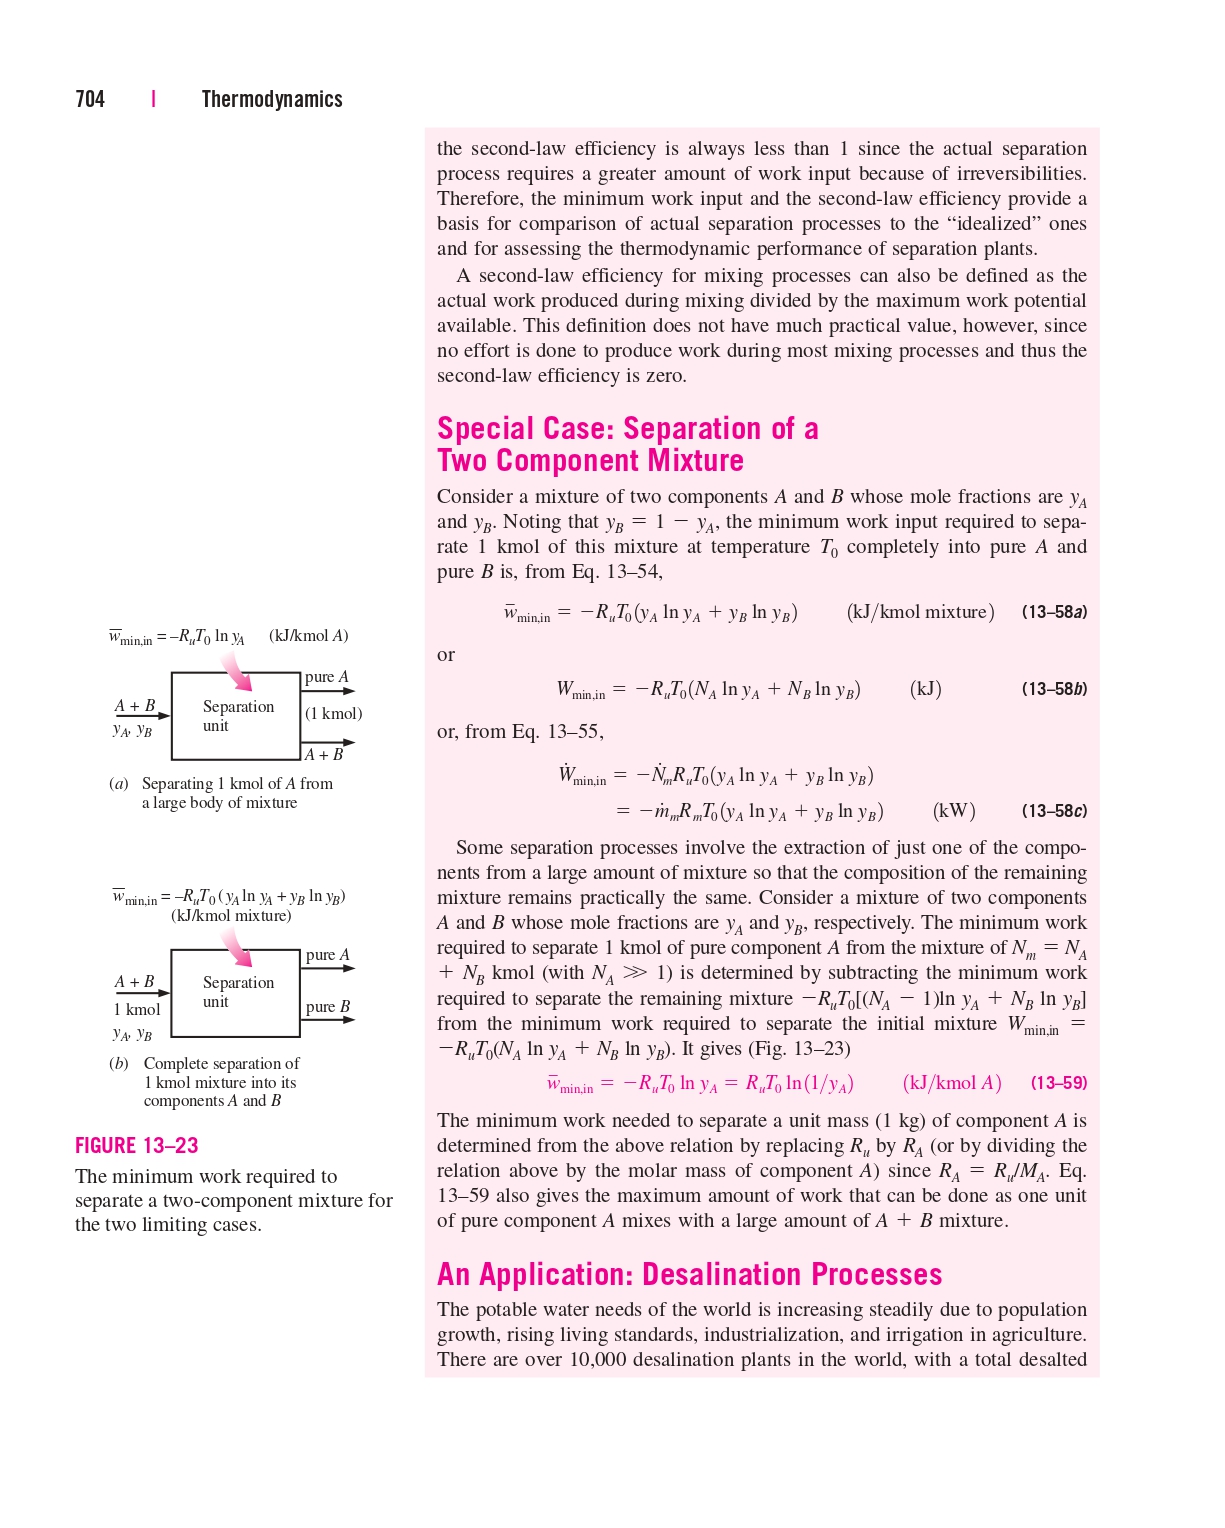 704 | Thermodynamics
the second-law efficiency is always less than 1 since the actual separation
process requires a greater amount of work input because of irreversibilities.
Therefore, the minimum work input and the second-law efficiency provide a
basis for comparison of actual separation processes to the “idealized” ones
and for assessing the thermodynamic performance of separation plants.
A second-law efficiency for mixing processes can also be defined as the
actual work produced during mixing divided by the maximum work potential
available. This definition does not have much practical value, however, since
no effort is done to produce work during most mixing processes and thus the
second-law efficiency is zero.
Special Case: Separation of a
Two Component Mixture
Consider a mixture of two components A and B whose mole fractions are y_A
and y_B. Noting that y_B = 1 − y_A, the minimum work input required to sepa-
rate 1 kmol of this mixture at temperature T_0 completely into pure A and
pure B is, from Eq. 13–54,
w̄_min,in = −R_uT_0(y_A ln y_A + y_B ln y_B) (kJ/kmol mixture) (13–58a)
or
W_min,in = −R_uT_0(N_A ln y_A + N_B ln y_B) (kJ) (13–58b)
or, from Eq. 13–55,
Ẇ_min,in = −Ṅ_mR_uT_0(y_A ln y_A + y_B ln y_B)
= −ṁ_mR_mT_0(y_A ln y_A + y_B ln y_B) (kW) (13–58c)
Some separation processes involve the extraction of just one of the compo-
nents from a large amount of mixture so that the composition of the remaining
mixture remains practically the same. Consider a mixture of two components
A and B whose mole fractions are y_A and y_B, respectively. The minimum work
required to separate 1 kmol of pure component A from the mixture of N_m = N_A
+ N_B kmol (with N_A ≫ 1) is determined by subtracting the minimum work
required to separate the remaining mixture −R_uT_0[(N_A − 1)ln y_A + N_B ln y_B]
from the minimum work required to separate the initial mixture W_min,in =
−R_uT_0(N_A ln y_A + N_B ln y_B). It gives (Fig. 13–23)
w̄_min,in = −R_uT_0 ln y_A = R_uT_0 ln(1/y_A) (kJ/kmol A) (13–59)
The minimum work needed to separate a unit mass (1 kg) of component A is
determined from the above relation by replacing R_u by R_A (or by dividing the
relation above by the molar mass of component A) since R_A = R_u/M_A. Eq.
13–59 also gives the maximum amount of work that can be done as one unit
of pure component A mixes with a large amount of A + B mixture.
An Application: Desalination Processes
The potable water needs of the world is increasing steadily due to population
growth, rising living standards, industrialization, and irrigation in agriculture.
There are over 10,000 desalination plants in the world, with a total desalted
w̄_min,in = –R_uT_0 ln y_A (kJ/kmol A)
pure A
A + B
y_A, y_B
Separation
unit
(1 kmol)
A + B
(a) Separating 1 kmol of A from
a large body of mixture
w̄_min,in = –R_uT_0 (y_A ln y_A + y_B ln y_B)
(kJ/kmol mixture)
pure A
A + B
1 kmol
y_A, y_B
Separation
unit
pure B
(b) Complete separation of
1 kmol mixture into its
components A and B
FIGURE 13–23
The minimum work required to
separate a two-component mixture for
the two limiting cases.